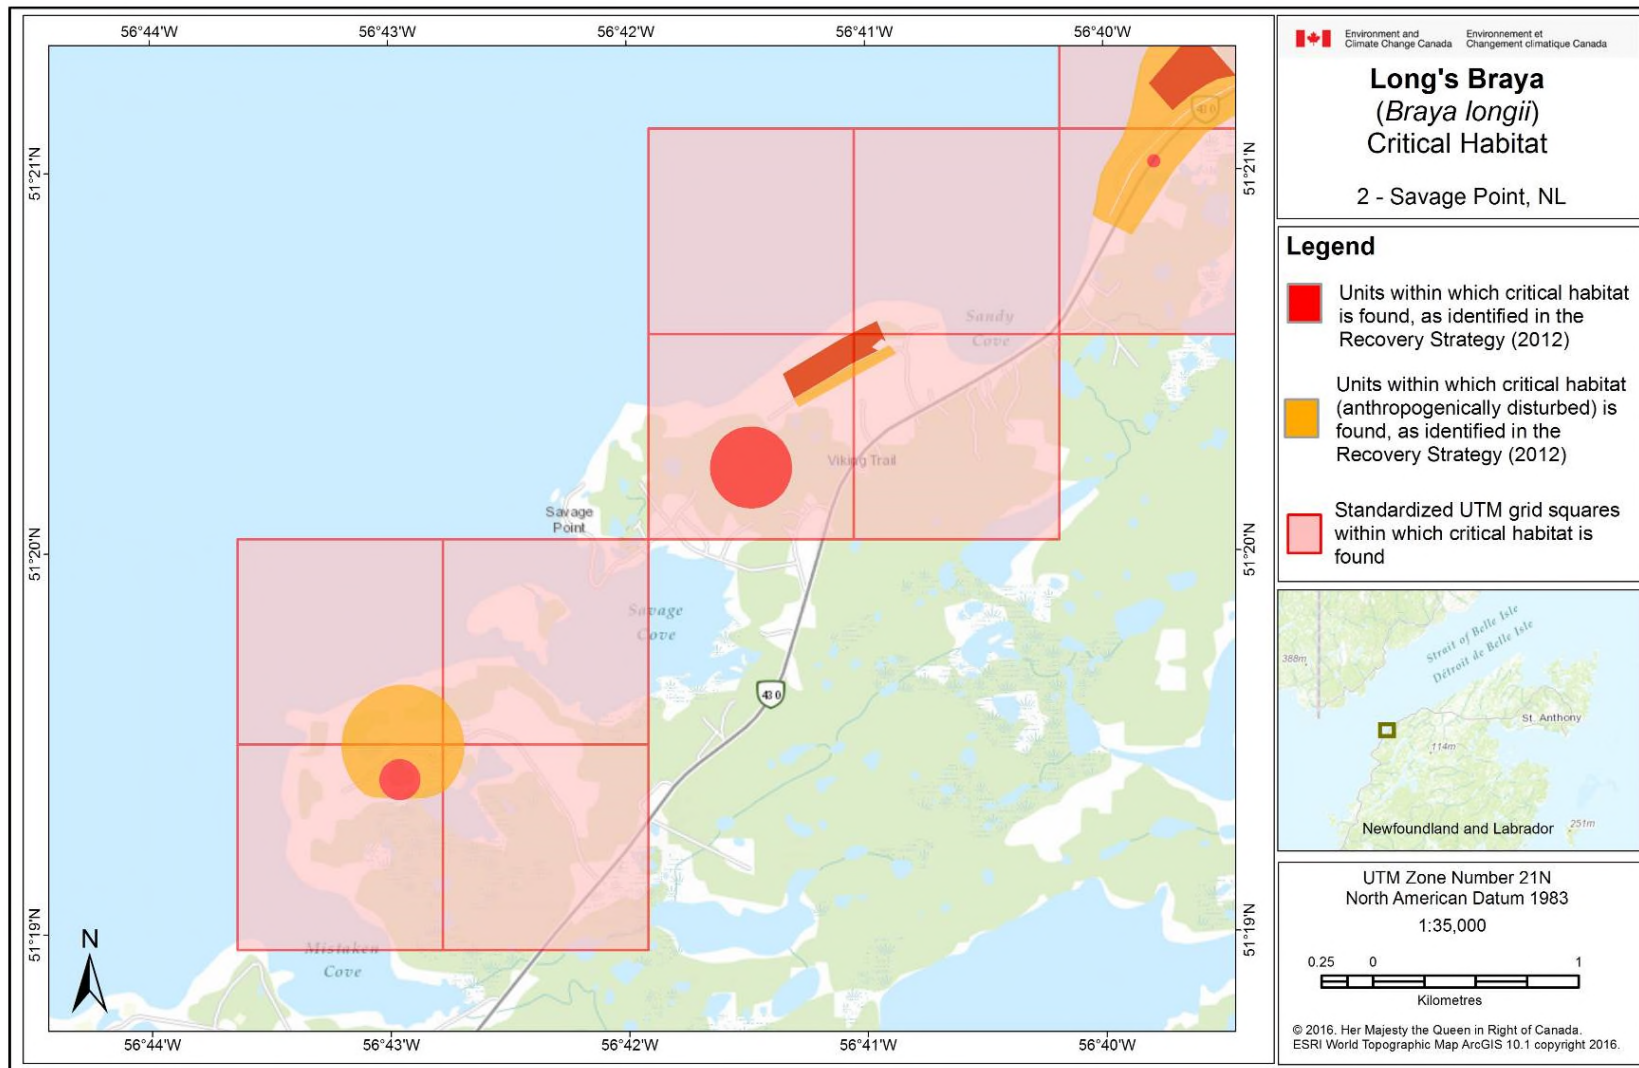 56°44'W
56°43'W
56°42'W
56°41'W
56°40'W
51°21'N
51°20'N
51°19'N
430
Sandy
Cove
Viking Trail
Savage
Point
Savage
Cove
430
Mistaken
Cove
N
51°21'N
51°20'N
51°19'N
56°44'W
56°43'W
56°42'W
56°41'W
56°40'W
Environment and
Climate Change Canada
Environnement et
Changement climatique Canada
Long's Braya
(Braya longii)
Critical Habitat
2 - Savage Point, NL
Legend
Units within which critical habitat
is found, as identified in the
Recovery Strategy (2012)
Units within which critical habitat
(anthropogenically disturbed) is
found, as identified in the
Recovery Strategy (2012)
Standardized UTM grid squares
within which critical habitat is
found
Strait of Belle Isle
Détroit de Belle Isle
388m
St. Anthony
114m
251m
Newfoundland and Labrador
UTM Zone Number 21N
North American Datum 1983
1:35,000
0.25 0 1
Kilometres
© 2016. Her Majesty the Queen in Right of Canada.
ESRI World Topographic Map ArcGIS 10.1 copyright 2016.